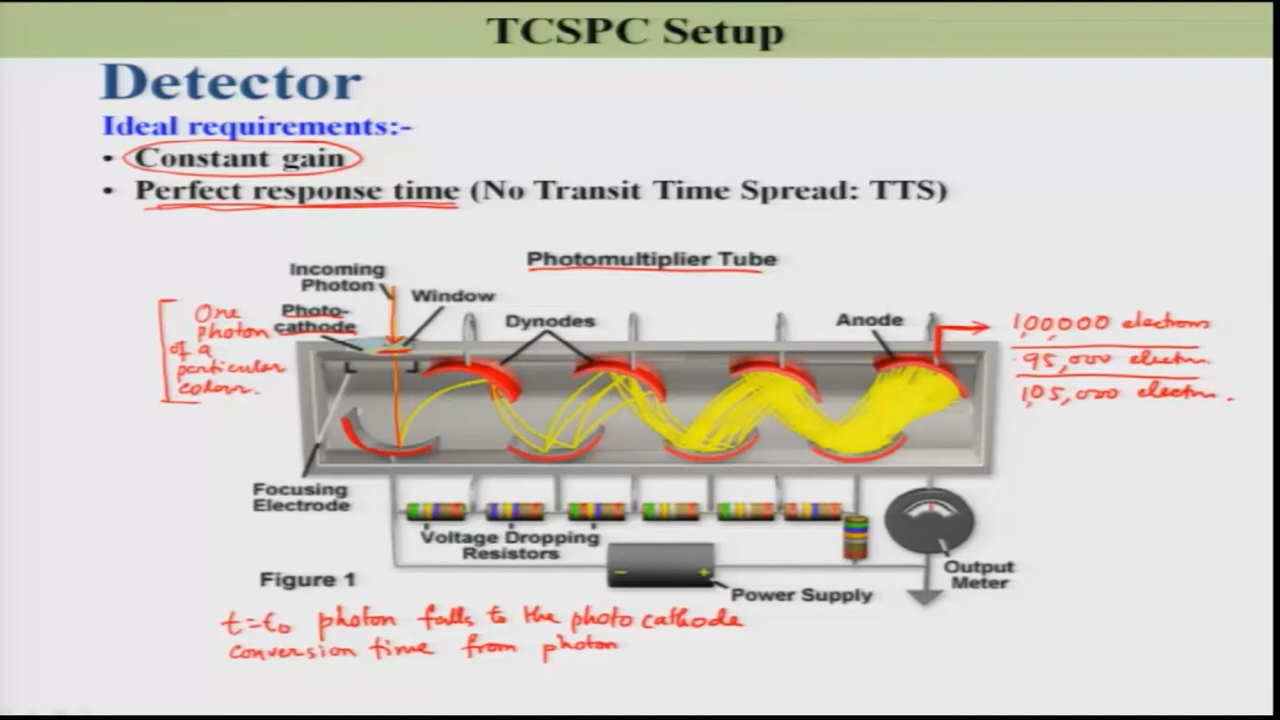 TCSPC Setup
Detector
Ideal requirements:-
• Constant gain
• Perfect response time (No Transit Time Spread: TTS)
Photomultiplier Tube
Incoming
Photon
Window
Photo-
cathode
Dynodes
Anode
One
photon
of a
particular
colour.
1,00,000 electrons
95,000 electrn.
1,05,000 electrn.
Focusing
Electrode
Voltage Dropping
Resistors
Output
Meter
Power Supply
Figure 1
t=t₀ photon falls to the photo cathode
conversion time from photon